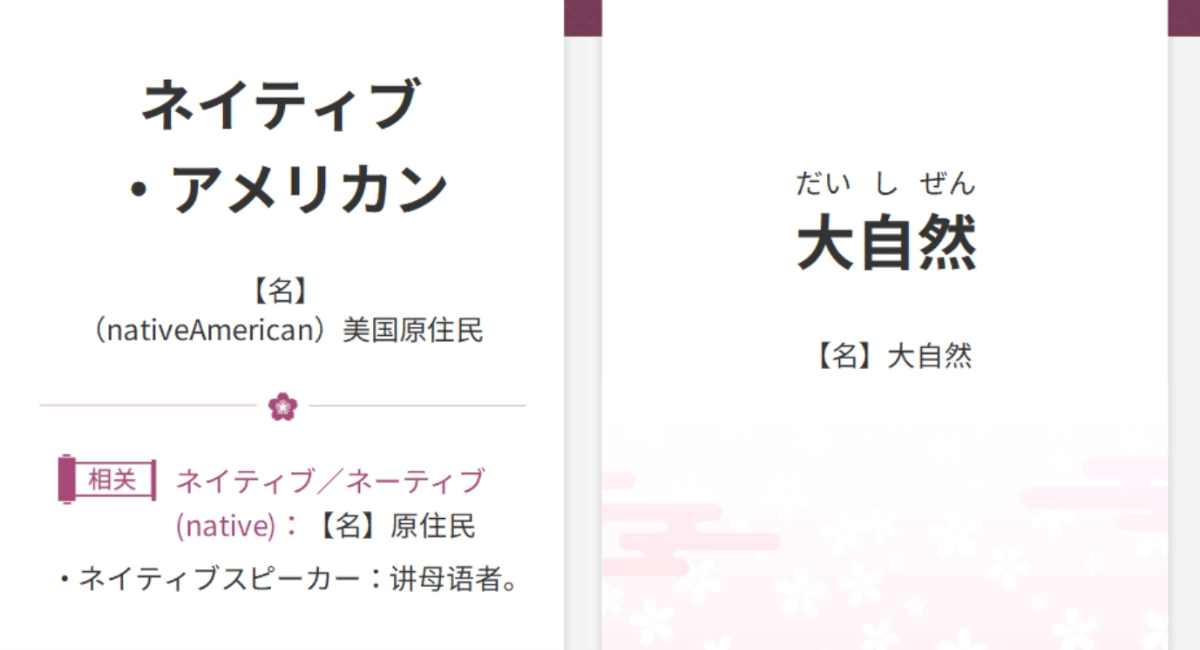 ネイティブ
・アメリカン
【名】
（nativeAmerican）美国原住民
相关
ネイティブ／ネーティブ
(native)：【名】原住民
・ネイティブスピーカー：讲母语者。
だい し ぜん
大自然
【名】大自然